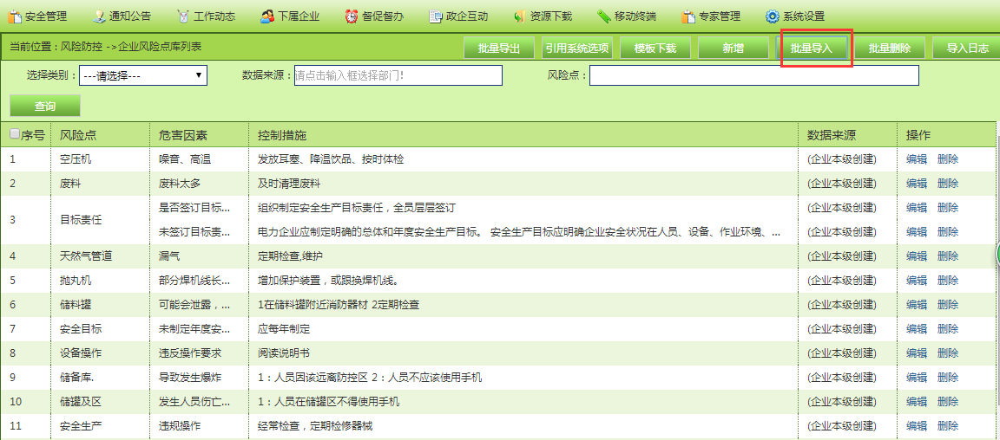 安全管理 通知公告 工作动态 下属企业 督促督办 政企互动 资源下载 移动终端 专家管理 系统设置
当前位置：风险防控 ->企业风险点库列表 批量导出 引用系统选项 模板下载 新增 批量导入 批量删除 导入日志
选择类别： ---请选择--- 数据来源： 请点击输入框选择部门! 风险点：
查询
序号 风险点 危害因素 控制措施 数据来源 操作
1 空压机 噪音、高温 发放耳塞、降温饮品、按时体检 (企业本级创建) 编辑 删除
2 废料 废料太多 及时清理废料 (企业本级创建) 编辑 删除
3 目标责任 是否签订目标... 组织制定安全生产目标责任，全员层层签订 (企业本级创建) 编辑 删除
未签订目标责... 电力企业应制定明确的总体和年度安全生产目标。 安全生产目标应明确企业安全状况在人员、设备、作业环境、... (企业本级创建) 编辑 删除
4 天然气管道 漏气 定期检查,维护 (企业本级创建) 编辑 删除
5 抛丸机 部分焊机线长... 增加保护装置，或跟换焊机线。 (企业本级创建) 编辑 删除
6 储料罐 可能会泄露，... 1在储料罐附近消防器材 2定期检查 (企业本级创建) 编辑 删除
7 安全目标 未制定年度安... 应每年制定 (企业本级创建) 编辑 删除
8 设备操作 违反操作要求 阅读说明书 (企业本级创建) 编辑 删除
9 储备库. 导致发生爆炸 1：人员因该远离防控区 2：人员不应该使用手机 (企业本级创建) 编辑 删除
10 储罐及区 发生人员伤亡... 1：人员在储罐区不得使用手机 (企业本级创建) 编辑 删除
11 安全生产 违规操作 经常检查，定期检修器械 (企业本级创建) 编辑 删除